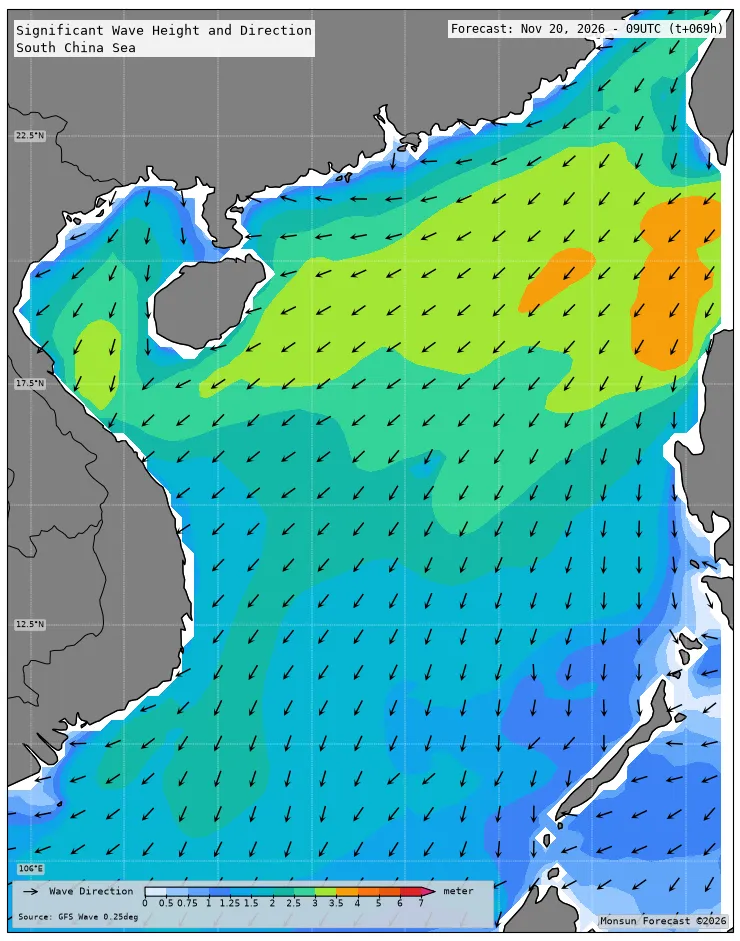 Significant Wave Height and Direction
South China Sea
Forecast: Nov 20, 2026 - 09UTC (t+069h)
22.5°N
17.5°N
12.5°N
106°E
Wave Direction
meter
0 0.5 0.75 1 1.25 1.5 2 2.5 3 3.5 4 5 6 7
Source: GFS Wave 0.25deg
Monsun Forecast ©2026